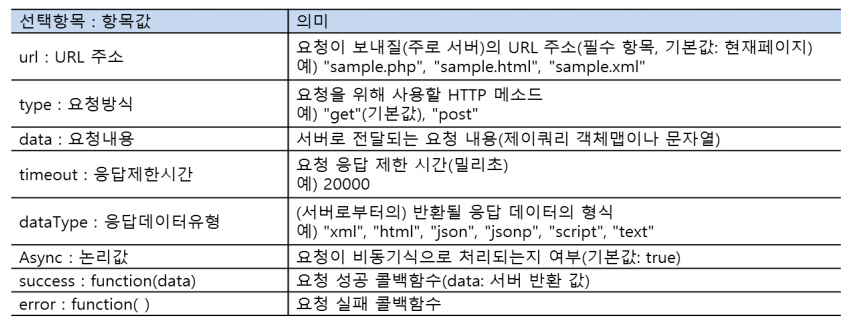 선택항목 : 항목값 의미
url : URL 주소 요청이 보내질(주로 서버)의 URL 주소(필수 항목, 기본값: 현재페이지)
예) "sample.php", "sample.html", "sample.xml"
type : 요청방식 요청을 위해 사용할 HTTP 메소드
예) "get"(기본값), "post"
data : 요청내용 서버로 전달되는 요청 내용(제이쿼리 객체맵이나 문자열)
timeout : 응답제한시간 요청 응답 제한 시간(밀리초)
예) 20000
dataType : 응답데이터유형 (서버로부터의) 반환될 응답 데이터의 형식
예) "xml", "html", "json", "jsonp", "script", "text"
Async : 논리값 요청이 비동기식으로 처리되는지 여부(기본값: true)
success : function(data) 요청 성공 콜백함수(data: 서버 반환 값)
error : function( ) 요청 실패 콜백함수